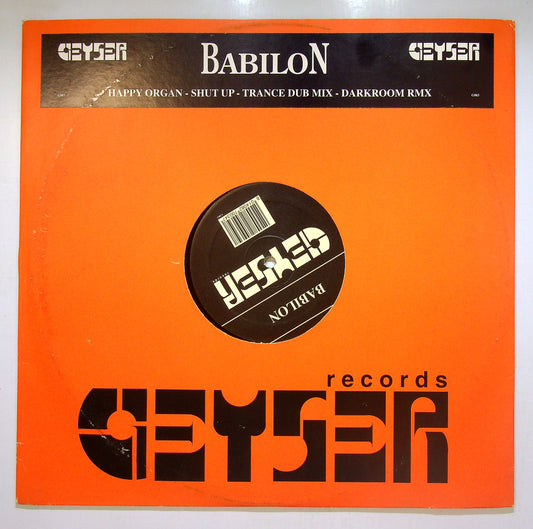 GEYSER
BABILON
GEYSER
HAPPY ORGAN - SHUT UP - TRANCE DUB MIX - DARKROOM RMX
GEYSER
BABILON
records
GEYSER